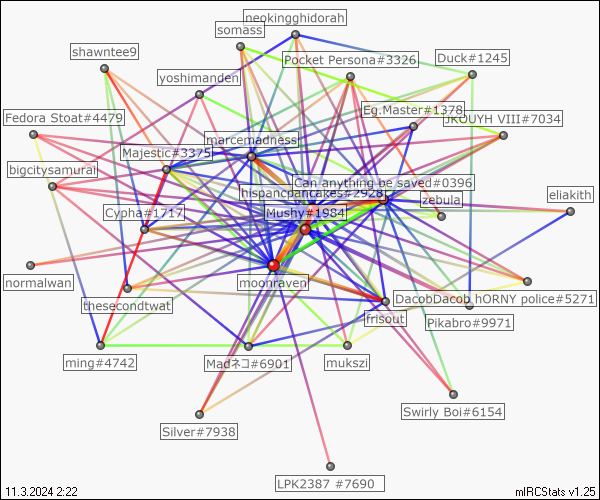 neokingghidorah
somass
shawntee9
Pocket Persona#3326
Duck#1245
yoshimanden
Eg.Master#1378
Fedora Stoat#4479
JKOUYH VIII#7034
marcemadness
Majestic#3375
bigcitysamurai
Can anything be saved#0396
hispancpancakes#2928
zebula
eliakith
Cypha#1717
Mushy#1984
normalwan
moonraven
thesecondtwat
DacobDacob hORNY police#5271
frisout
Pikabro#9971
ming#4742
Madネコ#6901
mukszi
Swirly Boi#6154
Silver#7938
LPK2387 #7690
11.3.2024 2:22
mIRCStats v1.25